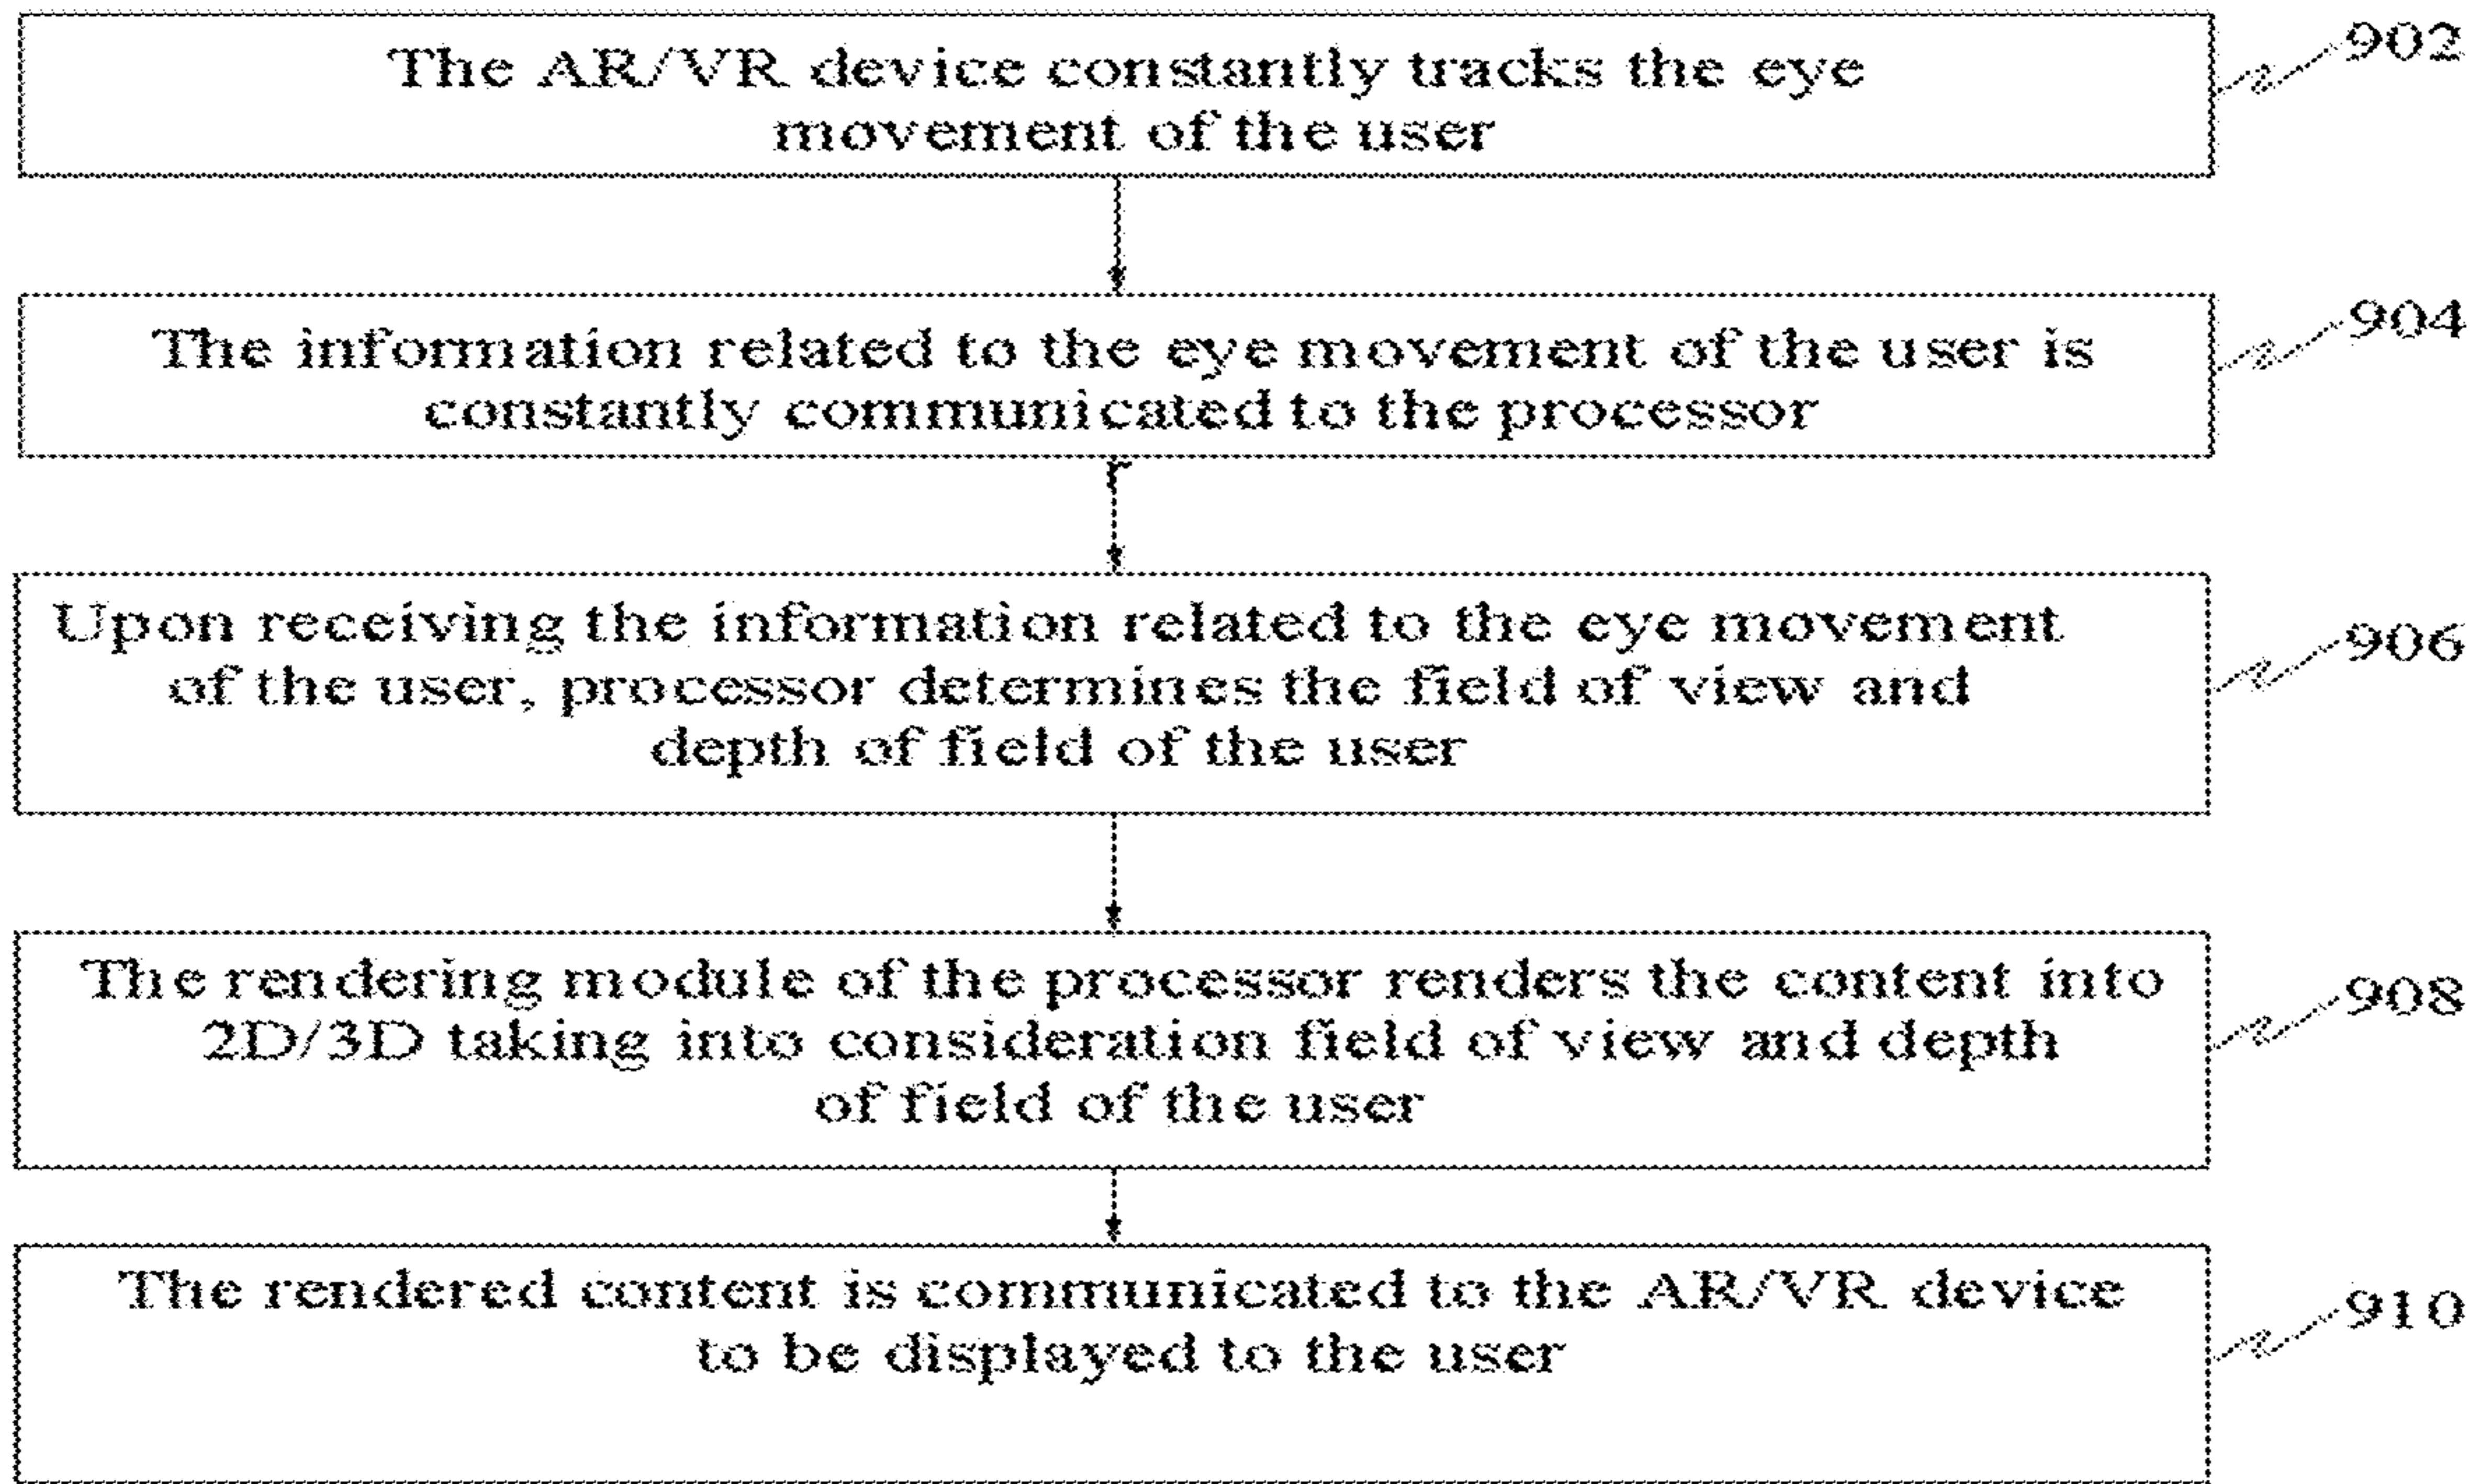 The AR/VR device constantly tracks the eye
movement of the user
902
The information related to the eye movement of the user is
constantly communicated to the processor
904
r
Upon receiving the information related to the eye movement
of the user, processor determines the field of view and
depth of field of the user
906
The rendering module of the processor renders the content into
2D/3D taking into consideration field of view and depth
of field of the user
908
The rendered content is communicated to the AR/VR device
to be displayed to the user
910